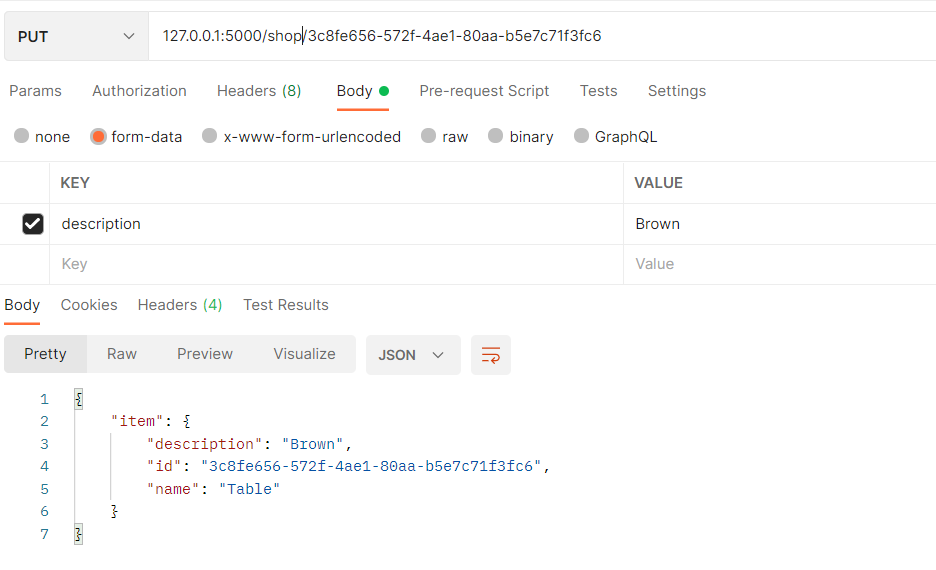 PUT 127.0.0.1:5000/shop/3c8fe656-572f-4ae1-80aa-b5e7c71f3fc6
Params Authorization Headers (8) Body Pre-request Script Tests Settings
none form-data x-www-form-urlencoded raw binary GraphQL
KEY VALUE
description Brown
Key Value
Body Cookies Headers (4) Test Results
Pretty Raw Preview Visualize JSON
1 {
2 "item": {
3 "description": "Brown",
4 "id": "3c8fe656-572f-4ae1-80aa-b5e7c71f3fc6",
5 "name": "Table"
6 }
7 }